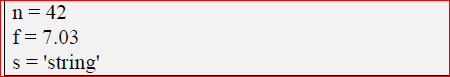 n = 42
f = 7.03
s = 'string'